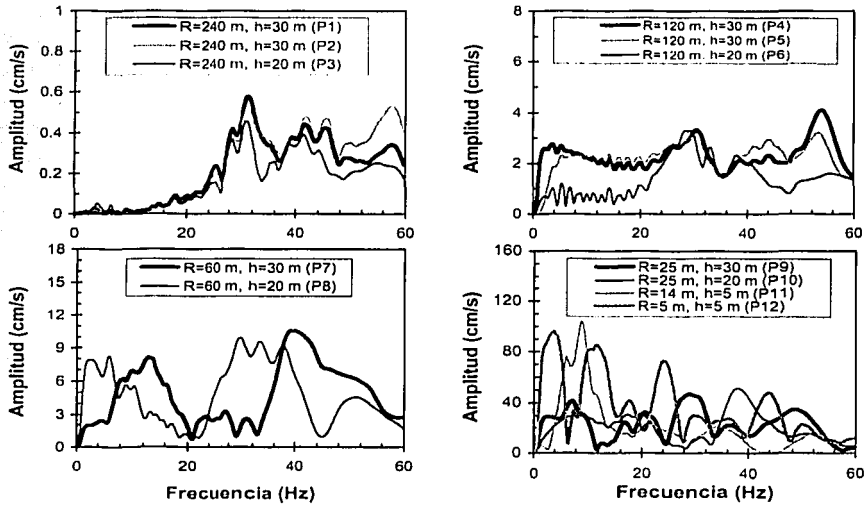 R=240 m, h=30 m (P1)
R=240 m, h=30 m (P2)
R=240 m, h=20 m (P3)
Amplitud (cm/s)
1
0.8
0.6
0.4
0.2
0
0 20 40 60
R=120 m, h=30 m (P4)
R=120 m, h=30 m (P5)
R=120 m, h=20 m (P6)
Amplitud (cm/s)
8
6
4
2
0
0 20 40 60
R=60 m, h=30 m (P7)
R=60 m, h=20 m (P8)
Amplitud (cm/s)
18
15
12
9
6
3
0
0 20 40 60
Frecuencia (Hz)
R=25 m, h=30 m (P9)
R=25 m, h=20 m (P10)
R=14 m, h=5 m (P11)
R=5 m, h=5 m (P12)
Amplitud (cm/s)
160
120
80
40
0
0 20 40 60
Frecuencia (Hz)